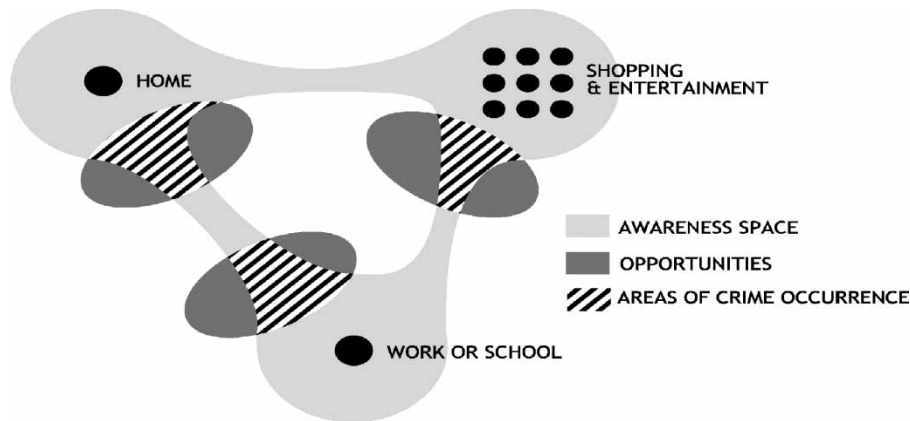 HOME
SHOPPING
& ENTERTAINMENT
AWARENESS SPACE
OPPORTUNITIES
AREAS OF CRIME OCCURRENCE
WORK OR SCHOOL